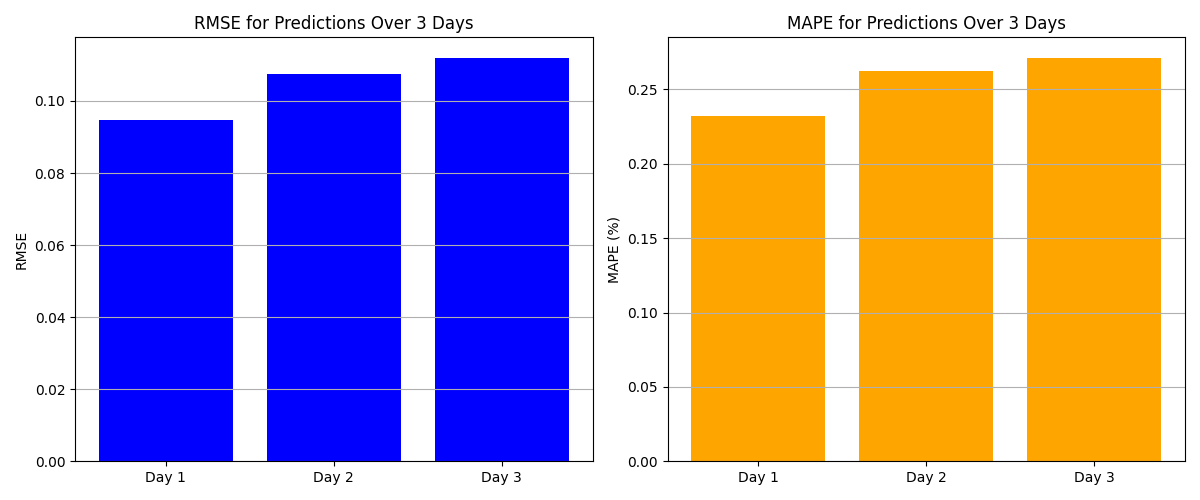 RMSE for Predictions Over 3 Days
RMSE
0.10
0.08
0.06
0.04
0.02
0.00
Day 1
Day 2
Day 3
MAPE for Predictions Over 3 Days
MAPE (%)
0.25
0.20
0.15
0.10
0.05
0.00
Day 1
Day 2
Day 3